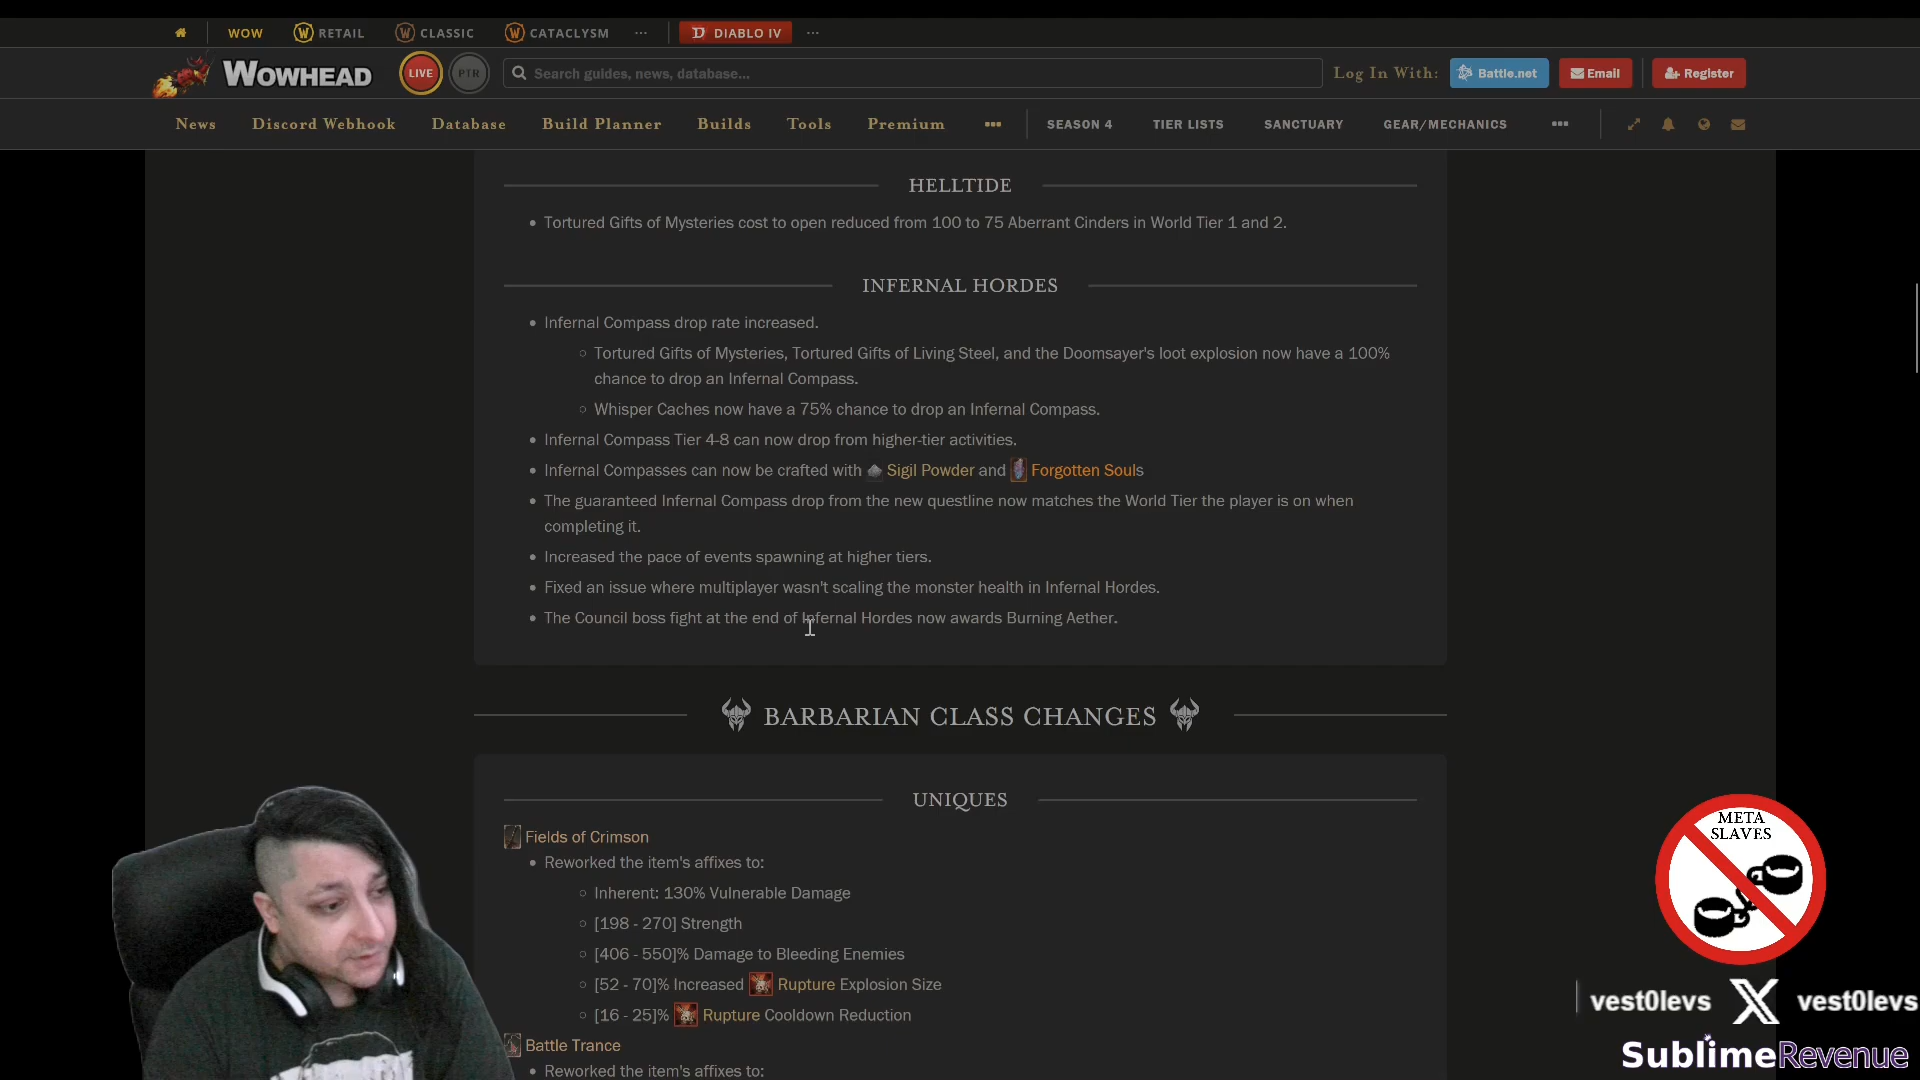 WOW
RETAIL
CLASSIC
CATACLYSM
DIABLO IV
WOWHEAD
LIVE
PTR
Search guides, news, database...
Log In With:
Battle.net
Email
Register
News
Discord Webhook
Database
Build Planner
Builds
Tools
Premium
SEASON 4
TIER LISTS
SANCTUARY
GEAR/MECHANICS
HELLTIDE
Tortured Gifts of Mysteries cost to open reduced from 100 to 75 Aberrant Cinders in World Tier 1 and 2.
INFERNAL HORDES
Infernal Compass drop rate increased.
Tortured Gifts of Mysteries, Tortured Gifts of Living Steel, and the Doomsayer's loot explosion now have a 100%
chance to drop an Infernal Compass.
Whisper Caches now have a 75% chance to drop an Infernal Compass.
Infernal Compass Tier 4-8 can now drop from higher-tier activities.
Infernal Compasses can now be crafted with Sigil Powder and Forgotten Souls
The guaranteed Infernal Compass drop from the new questline now matches the World Tier the player is on when
completing it.
Increased the pace of events spawning at higher tiers.
Fixed an issue where multiplayer wasn't scaling the monster health in Infernal Hordes.
The Council boss fight at the end of Infernal Hordes now awards Burning Aether.
BARBARIAN CLASS CHANGES
UNIQUES
Fields of Crimson
Reworked the item's affixes to:
Inherent: 130% Vulnerable Damage
[198 - 270] Strength
[406 - 550]% Damage to Bleeding Enemies
[52 - 70]% Increased Rupture Explosion Size
[16 - 25]% Rupture Cooldown Reduction
Battle Trance
Reworked the item's affixes to:
META
SLAVES
vest0levs X vest0levs
SublimeRevenue